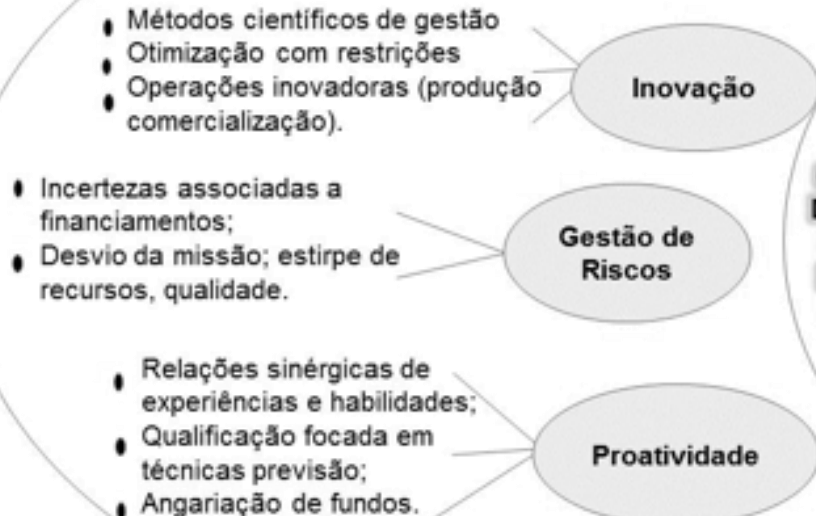 • Métodos científicos de gestão
• Otimização com restrições
• Operações inovadoras (produção
comercialização).
Inovação
• Incertezas associadas a
financiamentos;
• Desvio da missão; estirpe de
recursos, qualidade.
Gestão de
Riscos
• Relações sinérgicas de
experiências e habilidades;
• Qualificação focada em
técnicas previsão;
• Angariação de fundos.
Proatividade